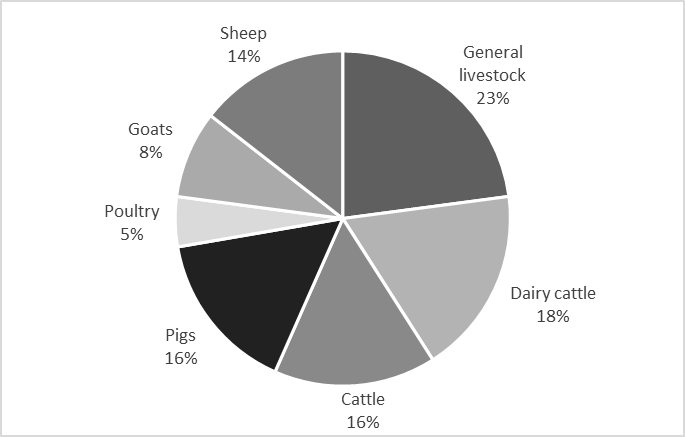 Sheep
14%
General
livestock
23%
Goats
8%
Poultry
5%
Dairy cattle
18%
Pigs
16%
Cattle
16%